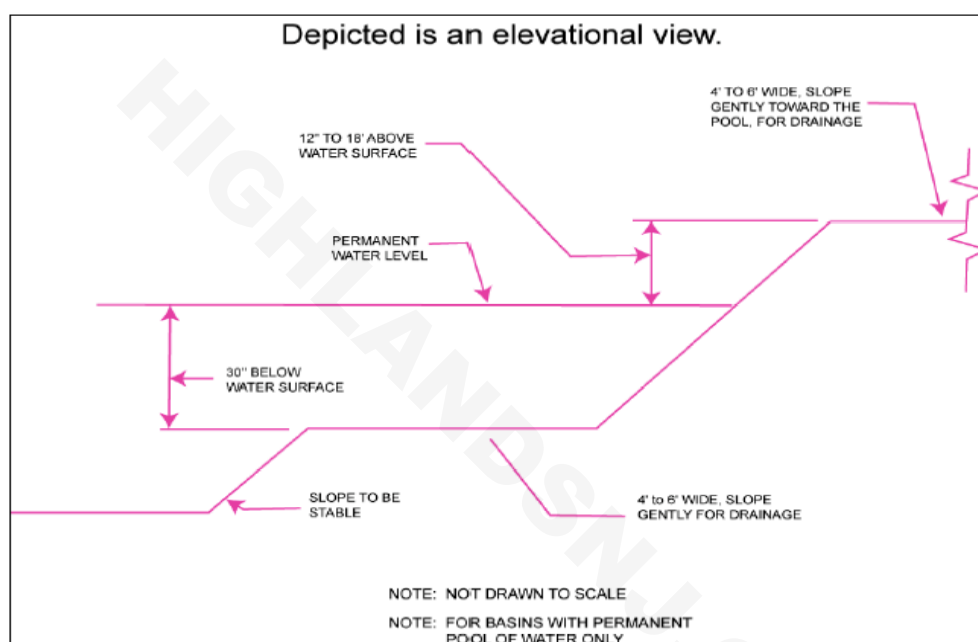 Depicted is an elevational view.
4' TO 6' WIDE, SLOPE
GENTLY TOWARD THE
POOL, FOR DRAINAGE
12" TO 18' ABOVE
WATER SURFACE
PERMANENT
WATER LEVEL
30" BELOW
WATER SURFACE
SLOPE TO BE
STABLE
4' to 6' WIDE, SLOPE
GENTLY FOR DRAINAGE
NOTE: NOT DRAWN TO SCALE
NOTE: FOR BASINS WITH PERMANENT
POOL OF WATER ONLY
HIGHLANDSNJ